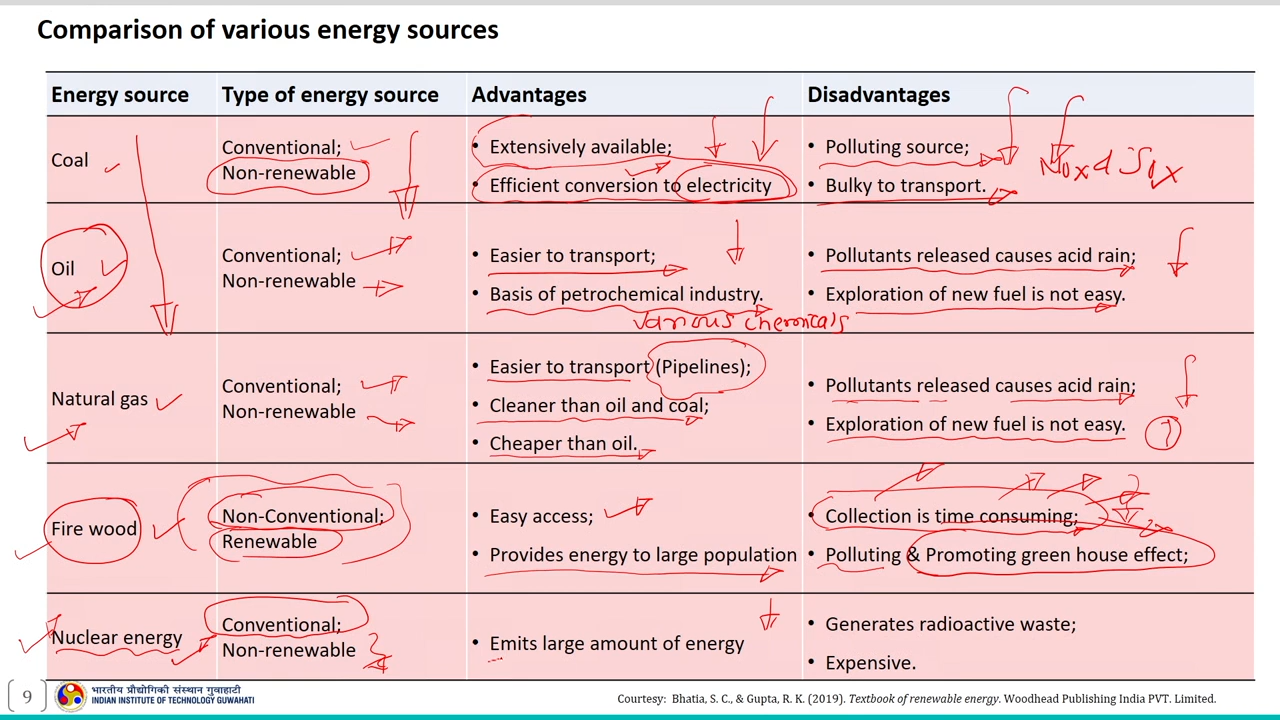 Comparison of various energy sources
Energy source Type of energy source Advantages Disadvantages
Coal
Conventional;
Non-renewable
• Extensively available;
• Efficient conversion to electricity
• Polluting source;
• Bulky to transport.
NOx & SOx
Oil
Conventional;
Non-renewable
• Easier to transport;
• Basis of petrochemical industry.
various chemicals
• Pollutants released causes acid rain;
• Exploration of new fuel is not easy.
Natural gas
Conventional;
Non-renewable
• Easier to transport (Pipelines);
• Cleaner than oil and coal;
• Cheaper than oil.
• Pollutants released causes acid rain;
• Exploration of new fuel is not easy.
Fire wood
Non-Conventional;
Renewable
• Easy access;
• Provides energy to large population
• Collection is time consuming;
• Polluting & Promoting green house effect;
Nuclear energy
Conventional;
Non-renewable
• Emits large amount of energy
• Generates radioactive waste;
• Expensive.
9
भारतीय प्रौद्योगिकी संस्थान गुवाहाटी
INDIAN INSTITUTE OF TECHNOLOGY GUWAHATI
Courtesy: Bhatia, S. C., & Gupta, R. K. (2019). Textbook of renewable energy. Woodhead Publishing India PVT. Limited.